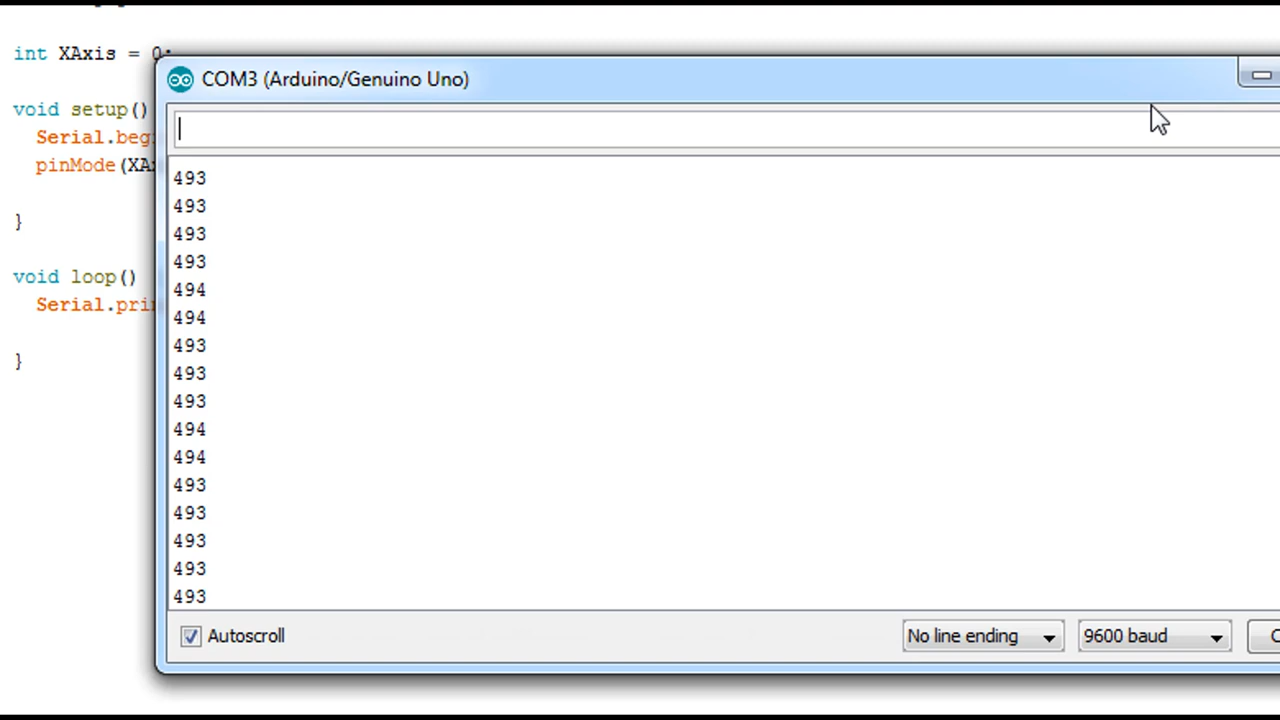 int XAxis = 0;
void setup()
Serial.beg
pinMode(XA
}
void loop()
Serial.pri
}
COM3 (Arduino/Genuino Uno)
493
493
493
493
494
494
493
493
493
494
494
493
493
493
493
493
Autoscroll
No line ending
9600 baud